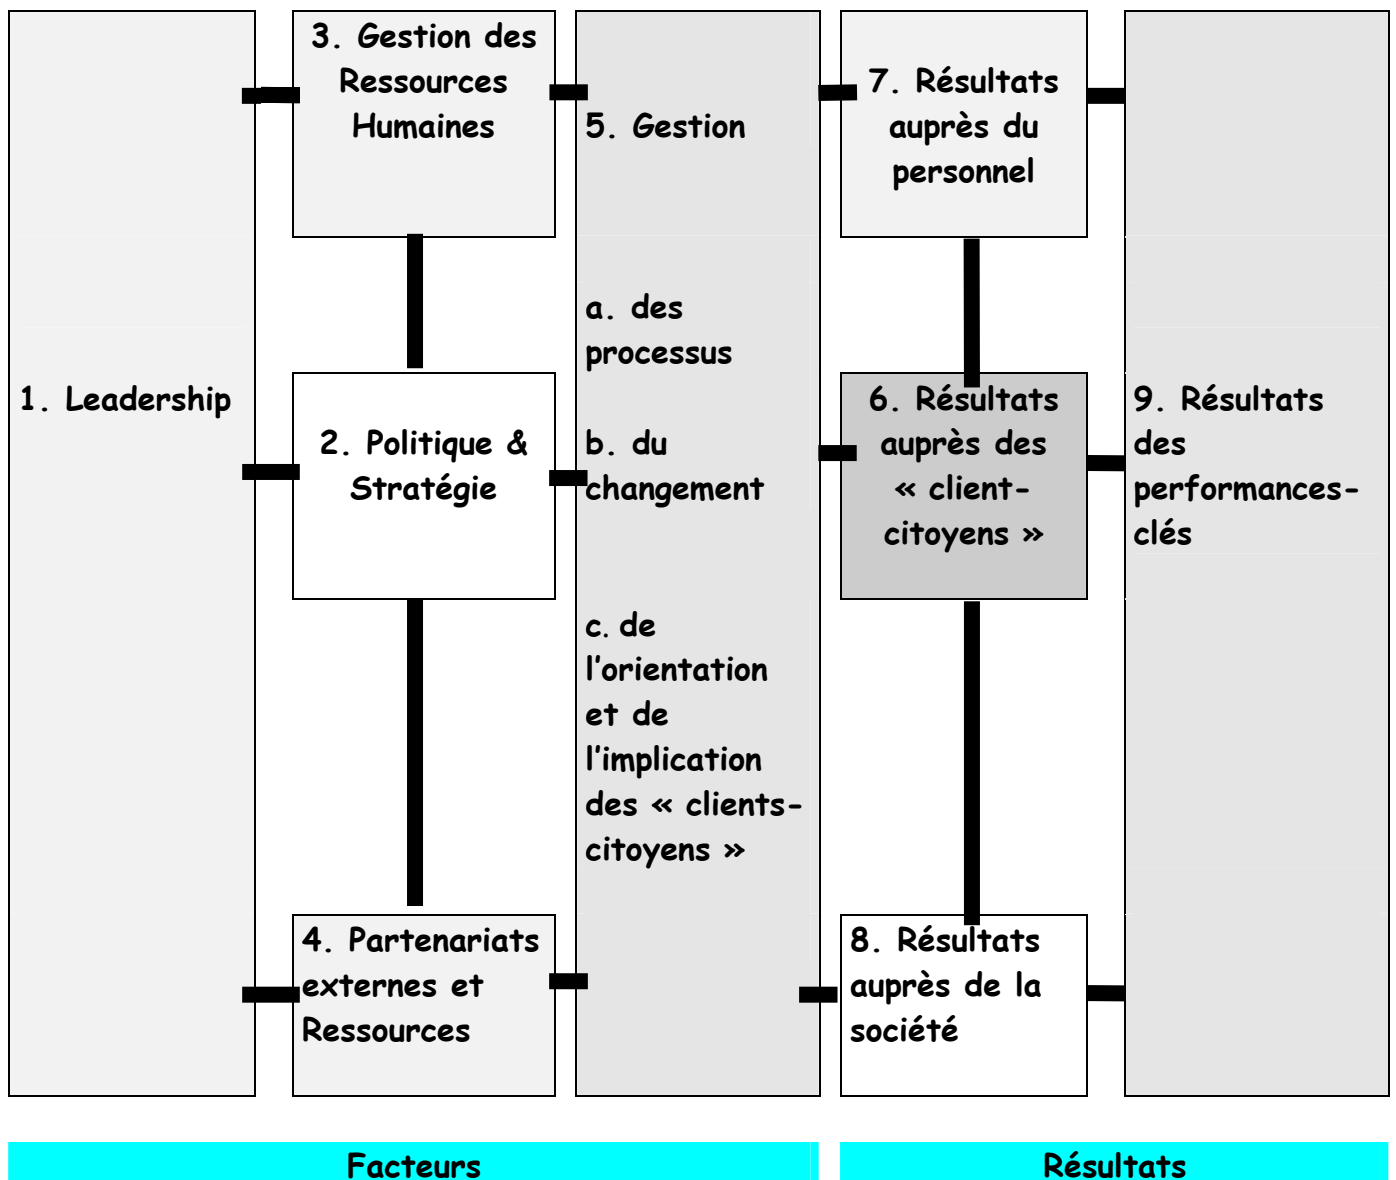 1. Leadership
3. Gestion des
Ressources
Humaines
2. Politique &
Stratégie
4. Partenariats
externes et
Ressources
5. Gestion
a. des
processus
b. du
changement
c. de
l'orientation
et de
l'implication
des « clients-
citoyens »
7. Résultats
auprès du
personnel
6. Résultats
auprès des
« client-
citoyens »
8. Résultats
auprès de la
société
9. Résultats
des
performances-
clés
Facteurs
Résultats